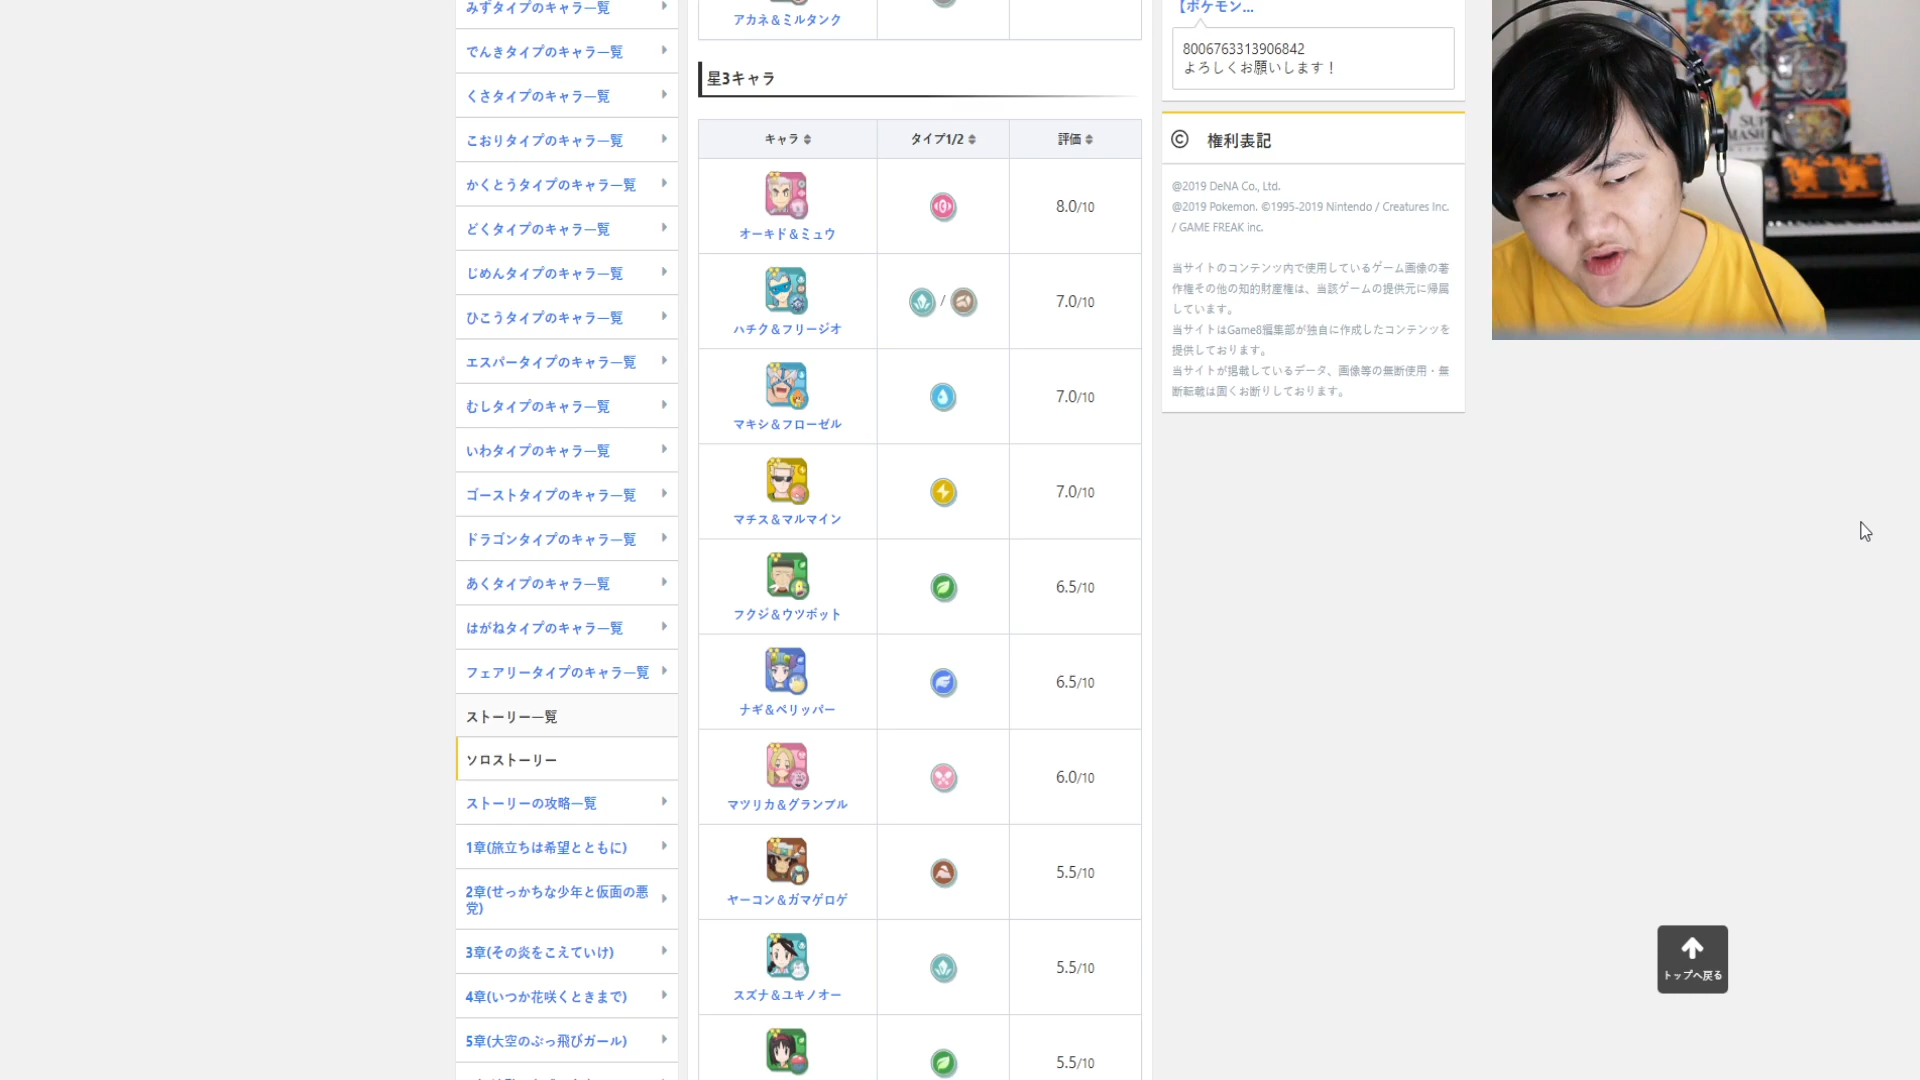 みずタイプのキャラ一覧
でんきタイプのキャラ一覧
くさタイプのキャラ一覧
こおりタイプのキャラ一覧
かくとうタイプのキャラ一覧
どくタイプのキャラ一覧
じめんタイプのキャラ一覧
ひこうタイプのキャラ一覧
エスパータイプのキャラ一覧
むしタイプのキャラ一覧
いわタイプのキャラ一覧
ゴーストタイプのキャラ一覧
ドラゴンタイプのキャラ一覧
あくタイプのキャラ一覧
はがねタイプのキャラ一覧
フェアリータイプのキャラ一覧
ストーリー一覧
ソロストーリー
ストーリーの攻略一覧
1章(旅立ちは希望とともに)
2章(せっかちな少年と仮面の悪
党)
3章(その炎をこえていけ)
4章(いつか花咲くときまで)
5章(大空のぶっ飛びガール)
アカネ&ミルタンク
星3キャラ
キャラ タイプ1/2 評価
オーキド&ミュウ 8.0/10
ハチク&フリージオ / 7.0/10
マキシ&フローゼル 7.0/10
マチス&マルマイン 7.0/10
フクジ&ウツボット 6.5/10
ナギ&ペリッパー 6.5/10
マツリカ&グランブル 6.0/10
ヤーコン&ガマゲロゲ 5.5/10
スズナ&ユキノオー 5.5/10
5.5/10
【ポケモン...
8006763313906842
よろしくお願いします！
© 権利表記
@2019 DeNA Co., Ltd.
@2019 Pokemon. ©1995-2019 Nintendo / Creatures Inc.
/ GAME FREAK inc.
当サイトのコンテンツ内で使用しているゲーム画像の著
作権その他の知的財産権は、当該ゲームの提供元に帰属
しています。
当サイトはGame8編集部が独自に作成したコンテンツを
提供しております。
当サイトが掲載しているデータ、画像等の無断使用・無
断転載は固くお断りしております。
トップへ戻る